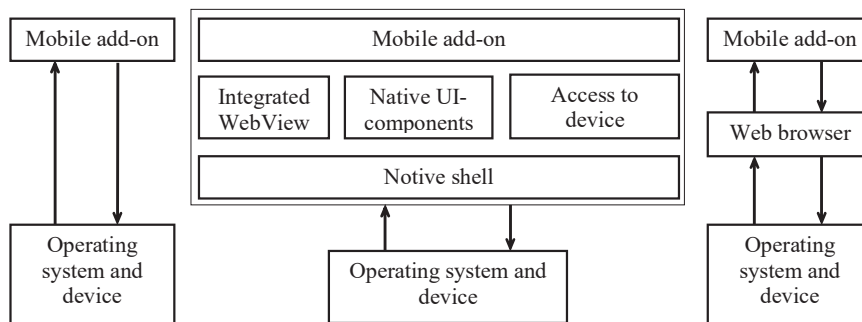 Mobile add-on
Operating
system and
device
Mobile add-on
Integrated
WebView
Native UI-
components
Access to
device
Notive shell
Operating system and
device
Mobile add-on
Web browser
Operating
system and
device